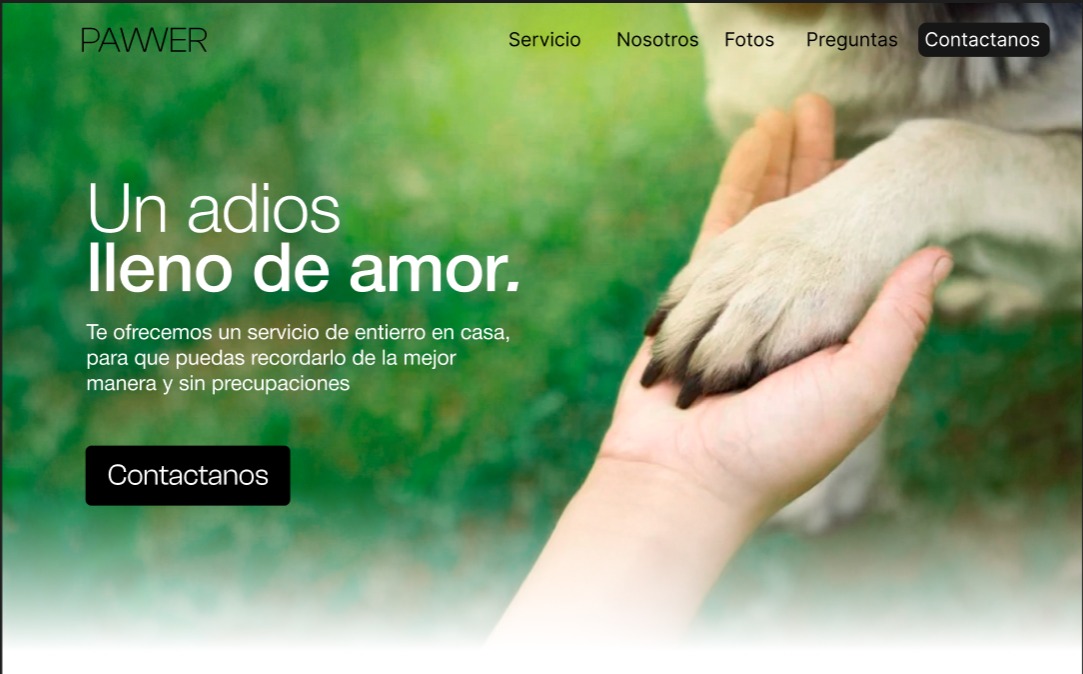 PAWWER
Servicio Nosotros Fotos Preguntas Contactanos
Un adios
lleno de amor.
Te ofrecemos un servicio de entierro en casa,
para que puedas recordarlo de la mejor
manera y sin precupaciones
Contactanos